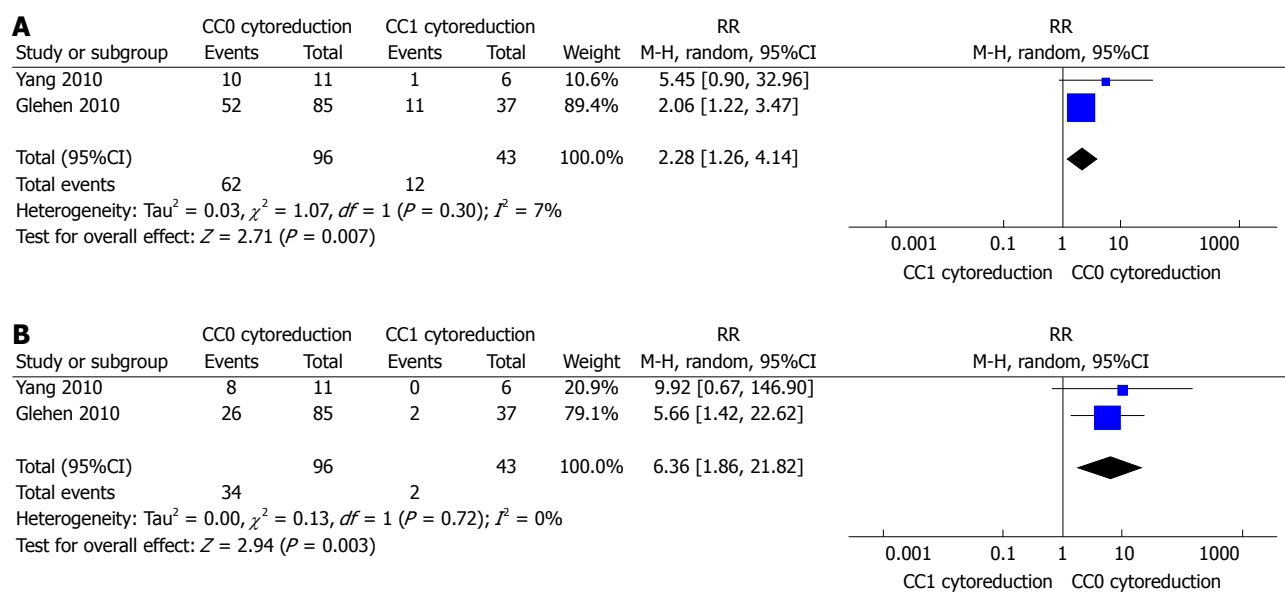 A
CC0 cytoreduction CC1 cytoreduction RR RR
Study or subgroup Events Total Events Total Weight M-H, random, 95%CI M-H, random, 95%CI
Yang 2010 10 11 1 6 10.6% 5.45 [0.90, 32.96]
Glehen 2010 52 85 11 37 89.4% 2.06 [1.22, 3.47]
Total (95%CI) 96 43 100.0% 2.28 [1.26, 4.14]
Total events 62 12
Heterogeneity: Tau² = 0.03, χ² = 1.07, df = 1 (P = 0.30); I² = 7%
Test for overall effect: Z = 2.71 (P = 0.007)
0.001 0.1 1 10 1000
CC1 cytoreduction CC0 cytoreduction
B
CC0 cytoreduction CC1 cytoreduction RR RR
Study or subgroup Events Total Events Total Weight M-H, random, 95%CI M-H, random, 95%CI
Yang 2010 8 11 0 6 20.9% 9.92 [0.67, 146.90]
Glehen 2010 26 85 2 37 79.1% 5.66 [1.42, 22.62]
Total (95%CI) 96 43 100.0% 6.36 [1.86, 21.82]
Total events 34 2
Heterogeneity: Tau² = 0.00, χ² = 0.13, df = 1 (P = 0.72); I² = 0%
Test for overall effect: Z = 2.94 (P = 0.003)
0.001 0.1 1 10 1000
CC1 cytoreduction CC0 cytoreduction